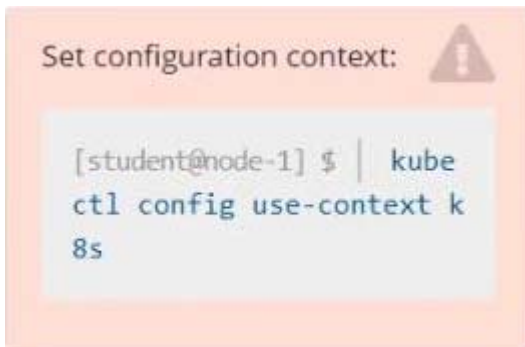 Set configuration context:
[student@node-1] $ | kube
ctl config use-context k
8s